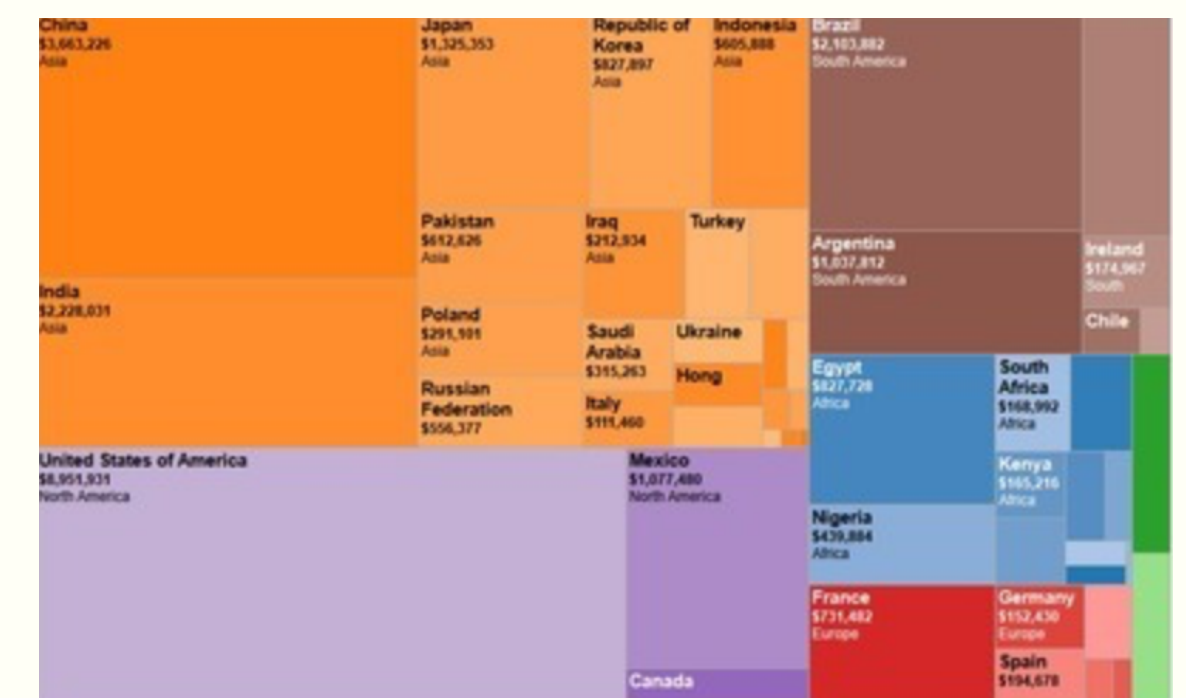 China
$3,663,226
Asia
Japan
$1,325,353
Asia
Republic of
Korea
$827,897
Asia
Indonesia
$605,888
Asia
Pakistan
$612,626
Asia
Iraq
$212,934
Asia
Turkey
India
$2,228,031
Asia
Poland
$291,101
Asia
Saudi
Arabia
$315,263
Ukraine
Hong
Russian
Federation
$556,377
Italy
$111,460
United States of America
$8,951,931
North America
Mexico
$1,077,480
North America
Canada
Brazil
$2,103,882
South America
Argentina
$1,037,812
South America
Ireland
$174,967
South
Chile
Egypt
$827,728
Africa
South
Africa
$168,992
Africa
Kenya
$165,216
Africa
Nigeria
$439,884
Africa
France
$731,482
Europe
Germany
$152,430
Europe
Spain
$194,678